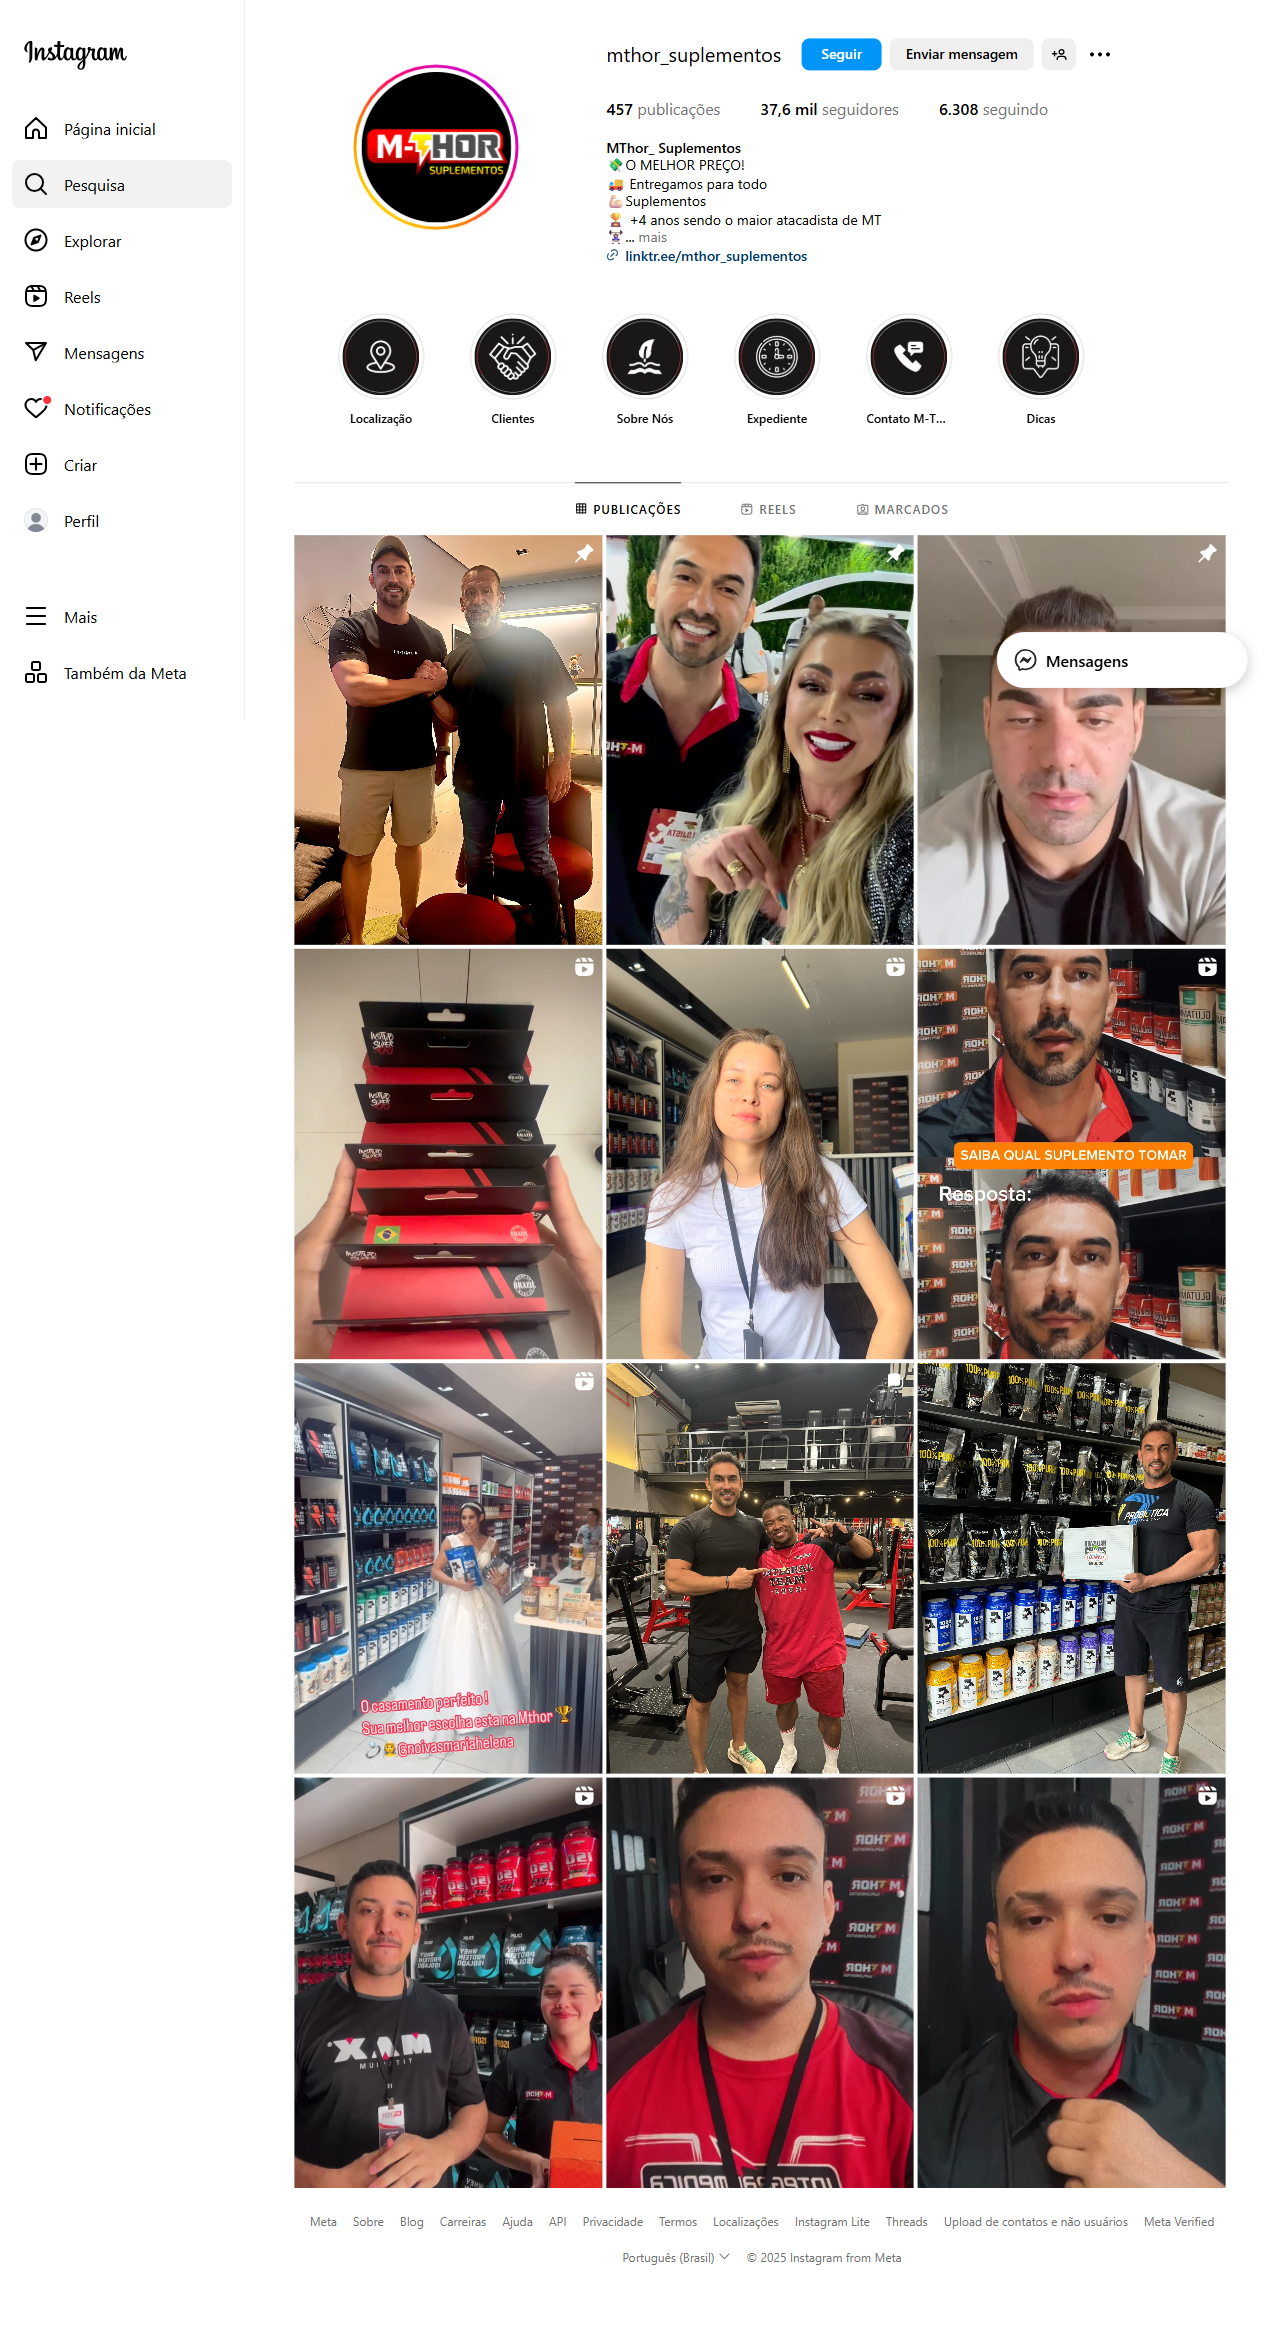 Instagram
Página inicial
Pesquisa
Explorar
Reels
Mensagens
Notificações
Criar
Perfil
Mais
Também da Meta
M-THOR
SUPLEMENTOS
mthor_suplementos
Seguir
Enviar mensagem
457 publicações
37,6 mil seguidores
6.308 seguindo
MThor_ Suplementos
💸O MELHOR PREÇO!
🚚 Entregamos para todo
💪🏻Suplementos
🏆 +4 anos sendo o maior atacadista de MT
🏋🏻‍♀️... mais
linktr.ee/mthor_suplementos
Localização
Clientes
Sobre Nós
Expediente
Contato M-T...
Dicas
PUBLICAÇÕES
REELS
MARCADOS
Mensagens
SAIBA QUAL SUPLEMENTO TOMAR
Resposta:
O casamento perfeito !
Sua melhor escolha esta na Mthor 🏆
💍👰@noivasmariahelena
PROBIOTICA
MAX
INTEGRALMEDICA
Meta
Sobre
Blog
Carreiras
Ajuda
API
Privacidade
Termos
Localizações
Instagram Lite
Threads
Upload de contatos e não usuários
Meta Verified
Português (Brasil)
© 2025 Instagram from Meta